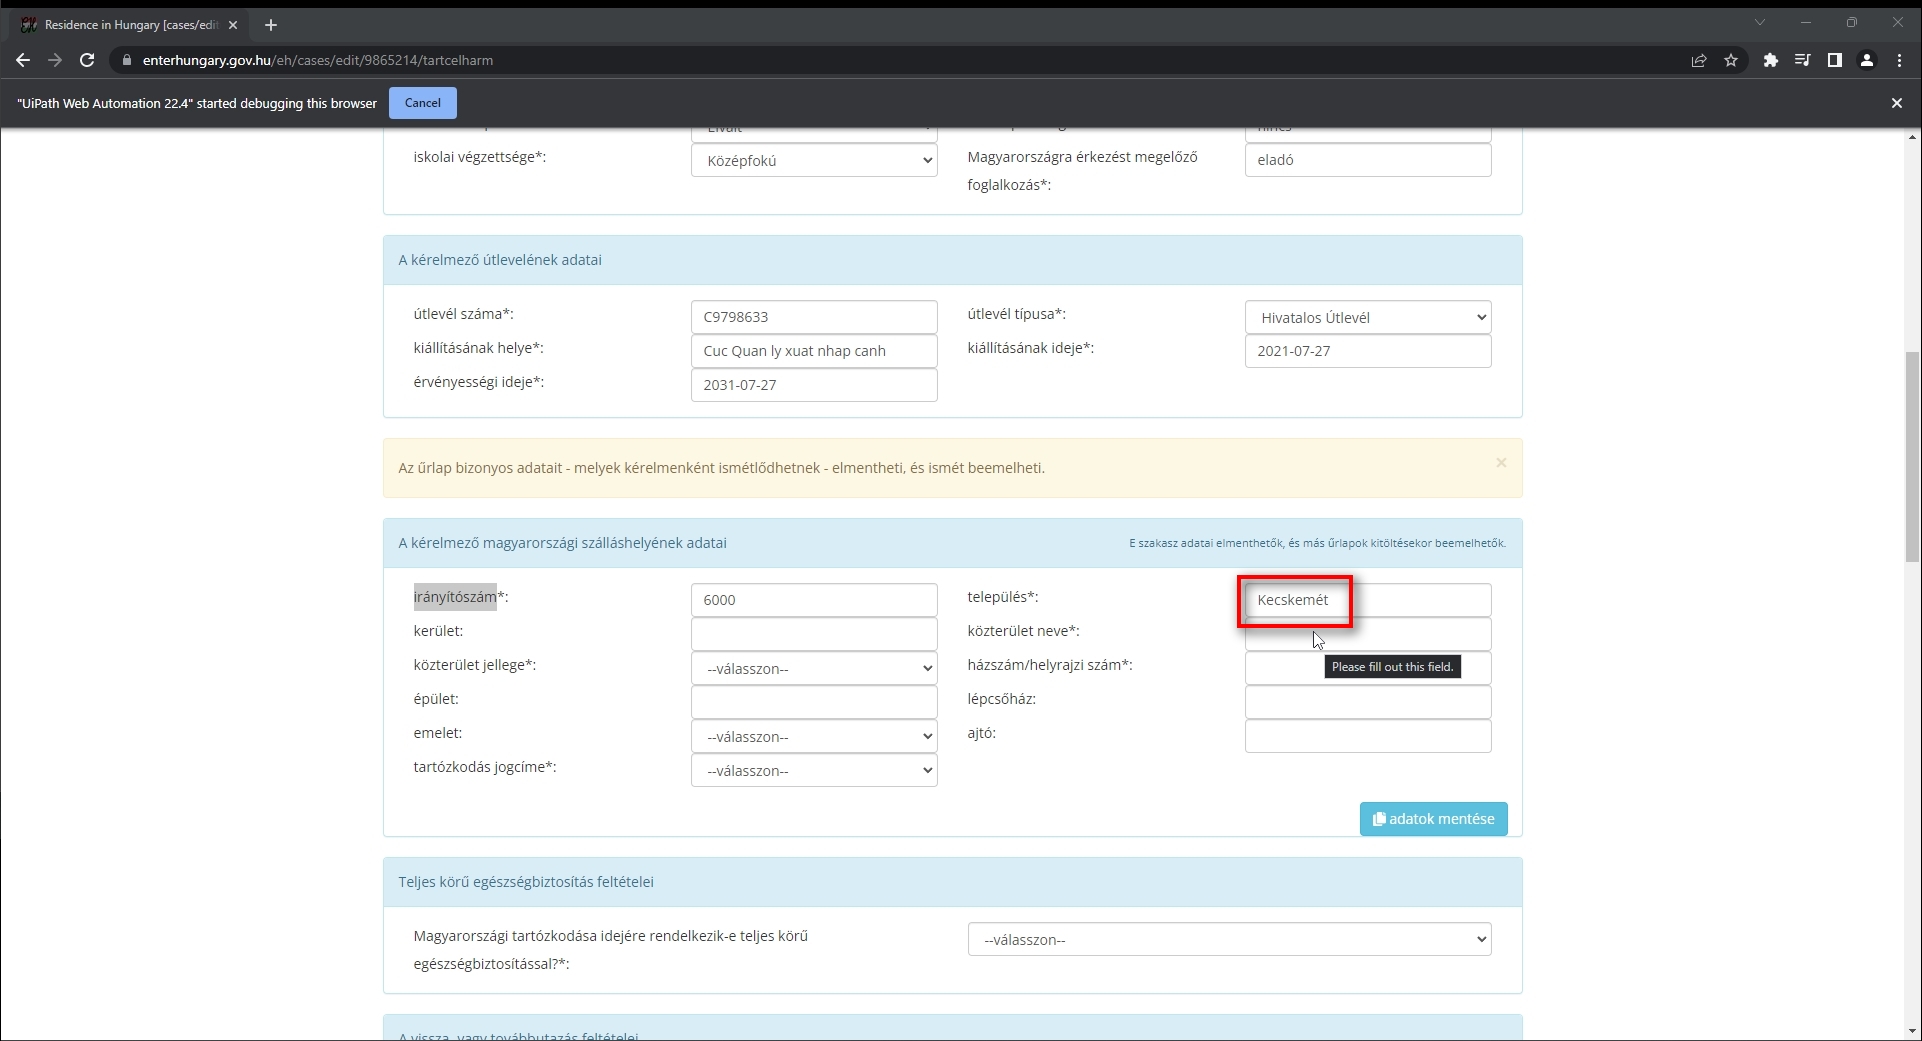 Residence in Hungary [cases/edit
enterhungary.gov.hu/eh/cases/edit/9865214/tartcelharm
"UiPath Web Automation 22.4" started debugging this browser
Cancel
Elvált
nincs
iskolai végzettsége*:
Középfokú
Magyarországra érkezést megelőző
foglalkozás*:
eladó
A kérelmező útlevelének adatai
útlevél száma*:
C9798633
útlevél típusa*:
Hivatalos Útlevél
kiállításának helye*:
Cuc Quan ly xuat nhap canh
kiállításának ideje*:
2021-07-27
érvényességi ideje*:
2031-07-27
Az űrlap bizonyos adatait - melyek kérelmenként ismétlődhetnek - elmentheti, és ismét beemelheti.
×
A kérelmező magyarországi szálláshelyének adatai
E szakasz adatai elmenthetők, és más űrlapok kitöltésekor beemelhetők.
irányítószám*:
6000
település*:
Kecskemét
kerület:
közterület neve*:
közterület jellege*:
--válasszon--
házszám/helyrajzi szám*:
Please fill out this field.
épület:
lépcsőház:
emelet:
--válasszon--
ajtó:
tartózkodás jogcíme*:
--válasszon--
adatok mentése
Teljes körű egészségbiztosítás feltételei
Magyarországi tartózkodása idejére rendelkezik-e teljes körű
egészségbiztosítással?*:
--válasszon--
A vissza- vagy továbbutazás feltételei